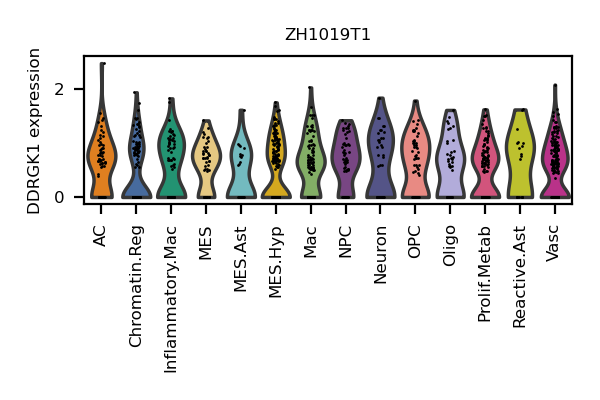 ZH1019T1
DDRGK1 expression
2
0
AC
Chromatin.Reg
Inflammatory.Mac
MES
MES.Ast
MES.Hyp
Mac
NPC
Neuron
OPC
Oligo
Prolif.Metab
Reactive.Ast
Vasc